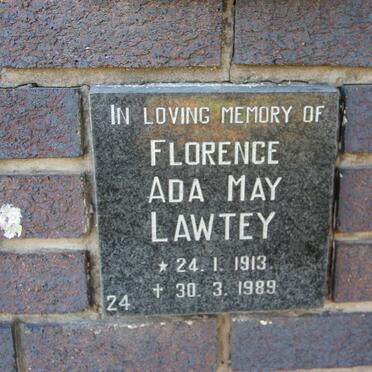 IN LOVING MEMORY OF
FLORENCE
ADA MAY
LAWTEY
* 24. 1. 1913
✝ 30. 3. 1989
24